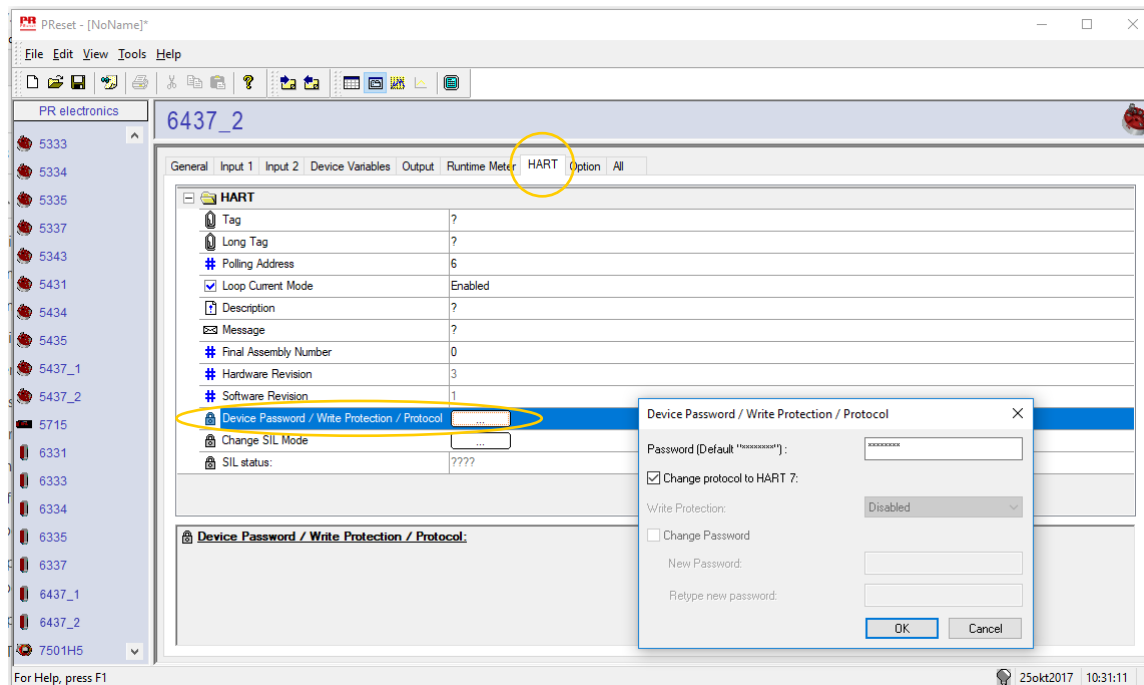 PR PReset - [NoName]*
File Edit View Tools Help
PR electronics
6437_2
5333
5334
5335
5337
5343
5431
5434
5435
5437_1
5437_2
5715
6331
6333
6334
6335
6337
6437_1
6437_2
7501H5
General Input 1 Input 2 Device Variables Output Runtime Meter HART Option All
HART
Tag ?
Long Tag ?
Polling Address 6
Loop Current Mode Enabled
Description ?
Message ?
Final Assembly Number 0
Hardware Revision 3
Software Revision 1
Device Password / Write Protection / Protocol ...
Change SIL Mode ...
SIL status: ????
Device Password / Write Protection / Protocol:
Device Password / Write Protection / Protocol
Password (Default "********") : ********
Change protocol to HART 7:
Write Protection: Disabled
Change Password
New Password:
Retype new password:
OK Cancel
For Help, press F1 25okt2017 10:31:11